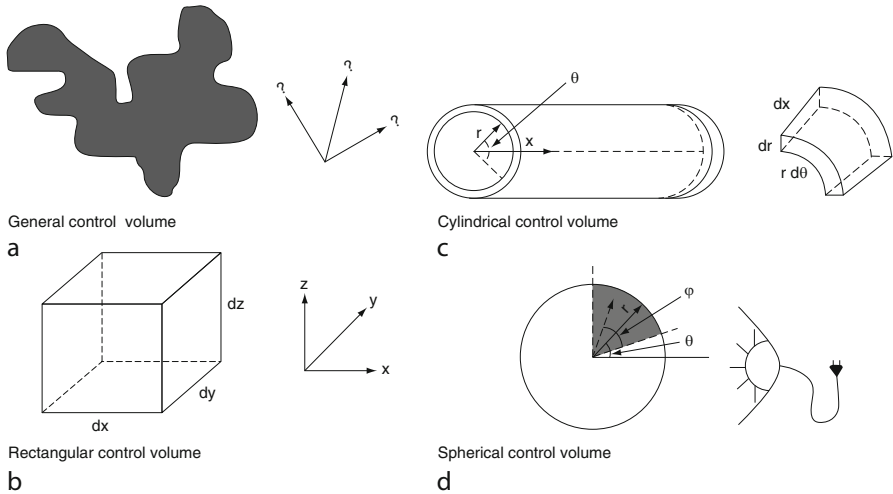 ?
?
?
General control volume
a
dz
dy
dx
z
y
x
Rectangular control volume
b
θ
r
x
dx
dr
r dθ
Cylindrical control volume
c
r
φ
θ
Spherical control volume
d